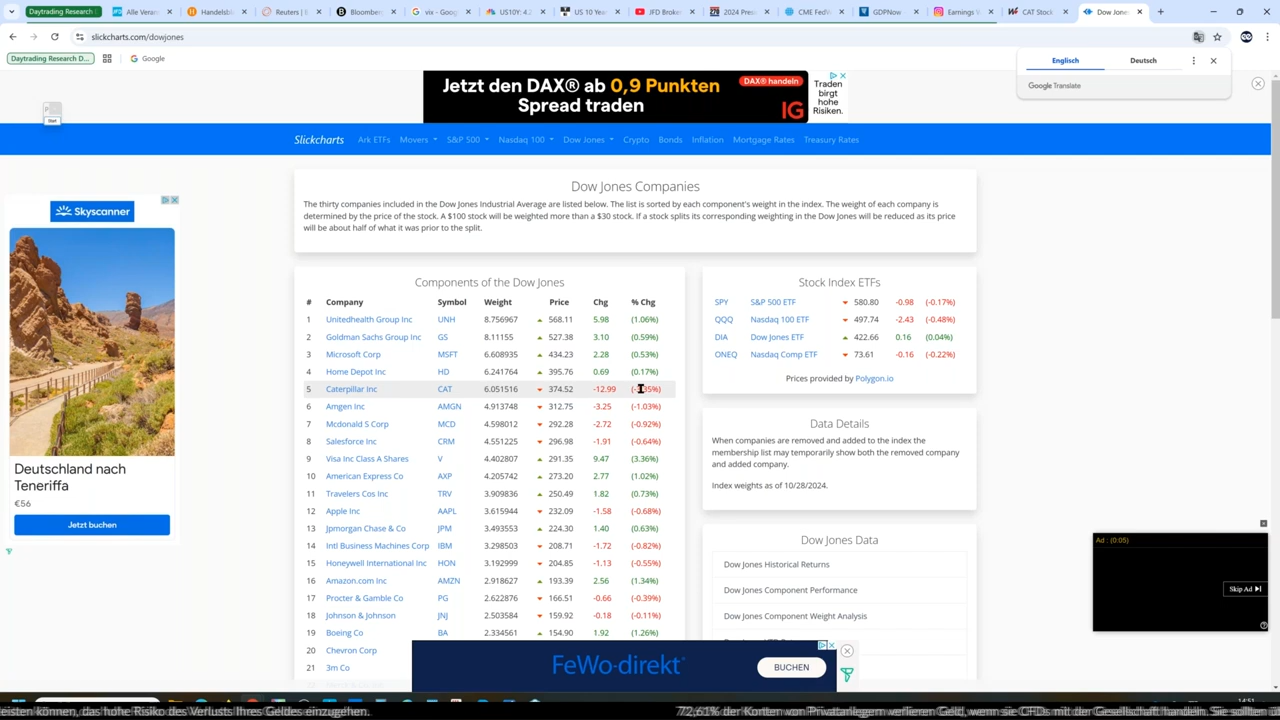 Daytrading Research
Alle Veran
Handelsbl
Reuters |
Bloomber
vix - Goog
US10Y: 4.2
US 10 Year
JFD Broke
2024 Pres
CME FedW
GDPNow
Earnings
CAT Stock
Dow Jone
slickcharts.com/dowjones
Daytrading Research D...
Google
Englisch
Deutsch
Google Translate
Jetzt den DAX® ab 0,9 Punkten
Spread traden
DAX® handeln
IG
Traden
birgt
hohe
Risiken.
Start
Slickcharts
Ark ETFs
Movers
S&P 500
Nasdaq 100
Dow Jones
Crypto
Bonds
Inflation
Mortgage Rates
Treasury Rates
Dow Jones Companies
The thirty companies included in the Dow Jones Industrial Average are listed below. The list is sorted by each component's weight in the index. The weight of each company is
determined by the price of the stock. A $100 stock will be weighted more than a $30 stock. If a stock splits its corresponding weighting in the Dow Jones will be reduced as its price
will be about half of what it was prior to the split.
Skyscanner
Deutschland nach
Teneriffa
€56
Jetzt buchen
Components of the Dow Jones
# Company Symbol Weight Price Chg % Chg
1 Unitedhealth Group Inc UNH 8.756967 568.11 5.98 (1.06%)
2 Goldman Sachs Group Inc GS 8.11155 527.38 3.10 (0.59%)
3 Microsoft Corp MSFT 6.608935 434.23 2.28 (0.53%)
4 Home Depot Inc HD 6.241764 395.76 0.69 (0.17%)
5 Caterpillar Inc CAT 6.051516 374.52 -12.99
6 Amgen Inc AMGN 4.913748 312.75 -3.25 (-1.03%)
7 Mcdonald S Corp MCD 4.598012 292.28 -2.72 (-0.92%)
8 Salesforce Inc CRM 4.551225 296.98 -1.91 (-0.64%)
9 Visa Inc Class A Shares V 4.402807 291.35 9.47 (3.36%)
10 American Express Co AXP 4.205742 273.20 2.77 (1.02%)
11 Travelers Cos Inc TRV 3.909836 250.49 1.82 (0.73%)
12 Apple Inc AAPL 3.615944 232.09 -1.58 (-0.68%)
13 Jpmorgan Chase & Co JPM 3.493553 224.30 1.40 (0.63%)
14 Intl Business Machines Corp IBM 3.298503 208.71 -1.72 (-0.82%)
15 Honeywell International Inc HON 3.192999 204.85 -1.13 (-0.55%)
16 Amazon.com Inc AMZN 2.918627 193.39 2.56 (1.34%)
17 Procter & Gamble Co PG 2.622876 166.51 -0.66 (-0.39%)
18 Johnson & Johnson JNJ 2.503584 159.92 -0.18 (-0.11%)
19 Boeing Co BA 2.334561 154.90 1.92 (1.26%)
20 Chevron Corp
21 3m Co
Stock Index ETFs
SPY S&P 500 ETF 580.80 -0.98 (-0.17%)
QQQ Nasdaq 100 ETF 497.74 -2.43 (-0.48%)
DIA Dow Jones ETF 422.66 0.16 (0.04%)
ONEQ Nasdaq Comp ETF 73.61 -0.16 (-0.22%)
Prices provided by Polygon.io
Data Details
When companies are removed and added to the index the
membership list may temporarily show both the removed company
and added company.
Index weights as of 10/28/2024.
Dow Jones Data
Dow Jones Historical Returns
Dow Jones Component Performance
Dow Jones Component Weight Analysis
Ad : (0:05)
Skip Ad
FeWo-direkt
BUCHEN
14:51
eisten können, das hohe Risiko des Verlusts Ihres Geldes einzugehen.
72,61% der Konten von Privatanlegern verlieren Geld, wenn sie CFDs mit der Gesellschaft handeln. Sie sollten